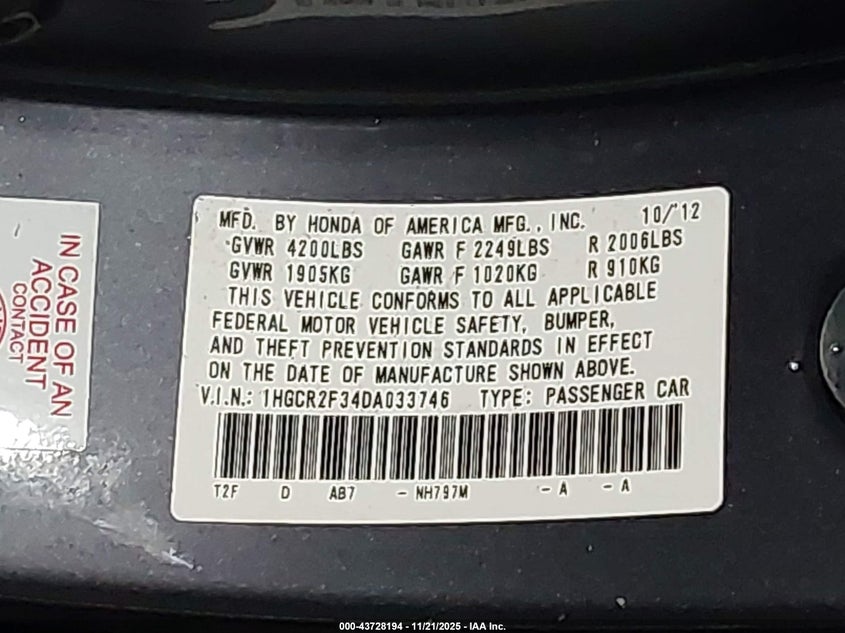 MFD. BY HONDA OF AMERICA MFG., INC. 10/'12
GVWR 4200LBS GAWR F 2249LBS R 2006LBS
GVWR 1905KG GAWR F 1020KG R 910KG
THIS VEHICLE CONFORMS TO ALL APPLICABLE
FEDERAL MOTOR VEHICLE SAFETY, BUMPER,
AND THEFT PREVENTION STANDARDS IN EFFECT
ON THE DATE OF MANUFACTURE SHOWN ABOVE.
V.I.N.: 1HGCR2F34DA033746 TYPE: PASSENGER CAR
T2F D AB7 - NH797M - A - A
IN CASE OF AN
ACCIDENT
CONTACT
000-43728194 - 11/21/2025 - IAA Inc.